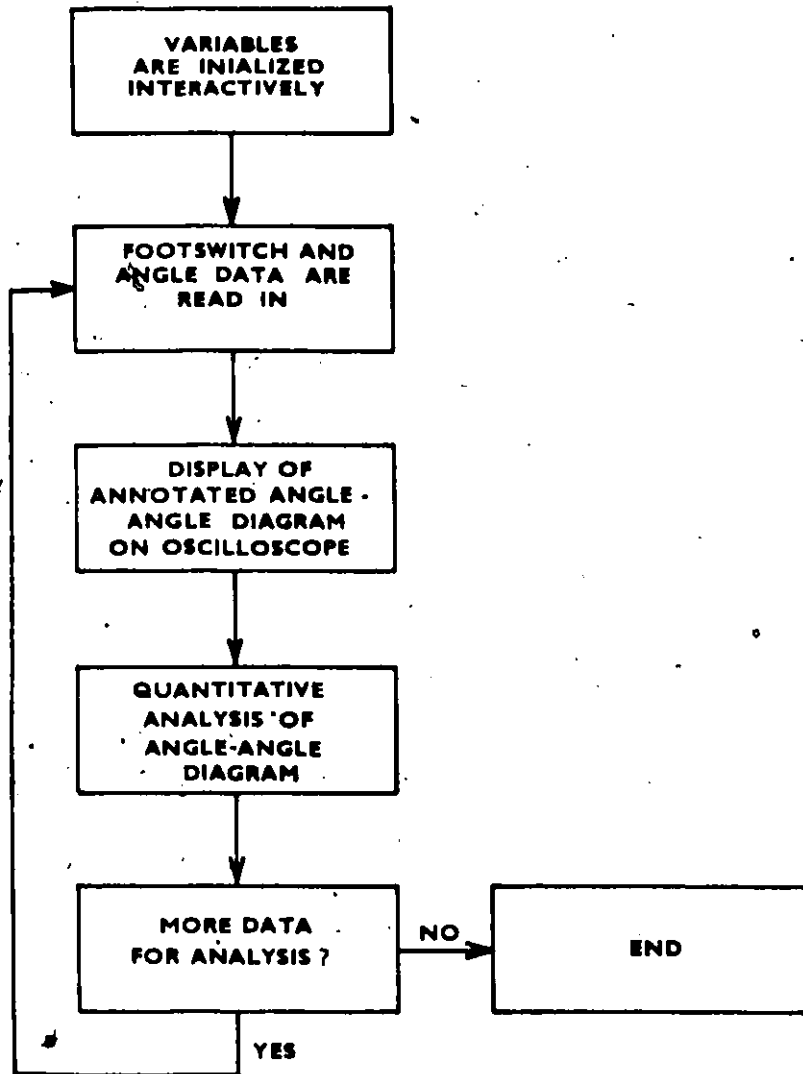 VARIABLES
ARE INIALIZED
INTERACTIVELY
FOOTSWITCH AND
ANGLE DATA ARE
READ IN
DISPLAY OF
ANNOTATED ANGLE-
ANGLE DIAGRAM
ON OSCILLOSCOPE
QUANTITATIVE
ANALYSIS OF
ANGLE-ANGLE
DIAGRAM
MORE DATA
FOR ANALYSIS?
NO
END
YES